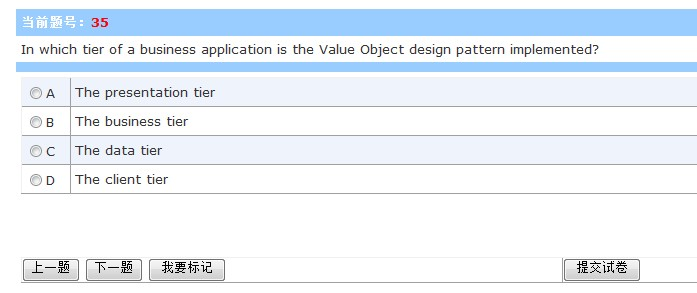 当前题号：35
In which tier of a business application is the Value Object design pattern implemented?
A The presentation tier
B The business tier
C The data tier
D The client tier
上一题 下一题 我要标记 提交试卷